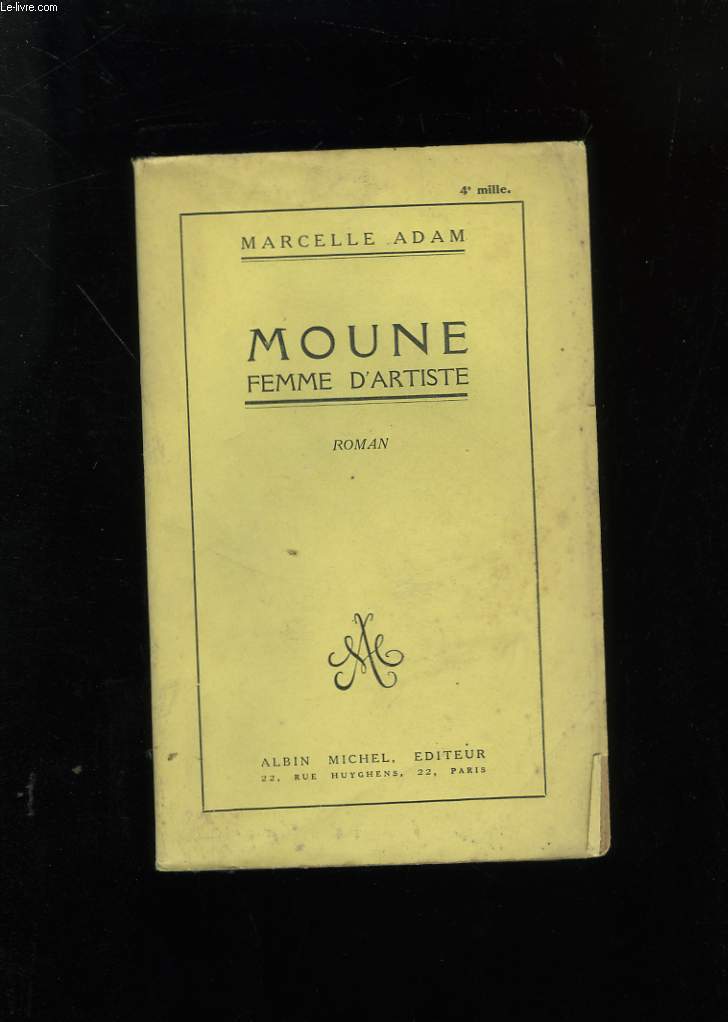 Le-livre.com
4e mille.
MARCELLE ADAM
MOUNE
FEMME D'ARTISTE
ROMAN
ALBIN MICHEL, EDITEUR
22, RUE HUYGHENS, 22, PARIS